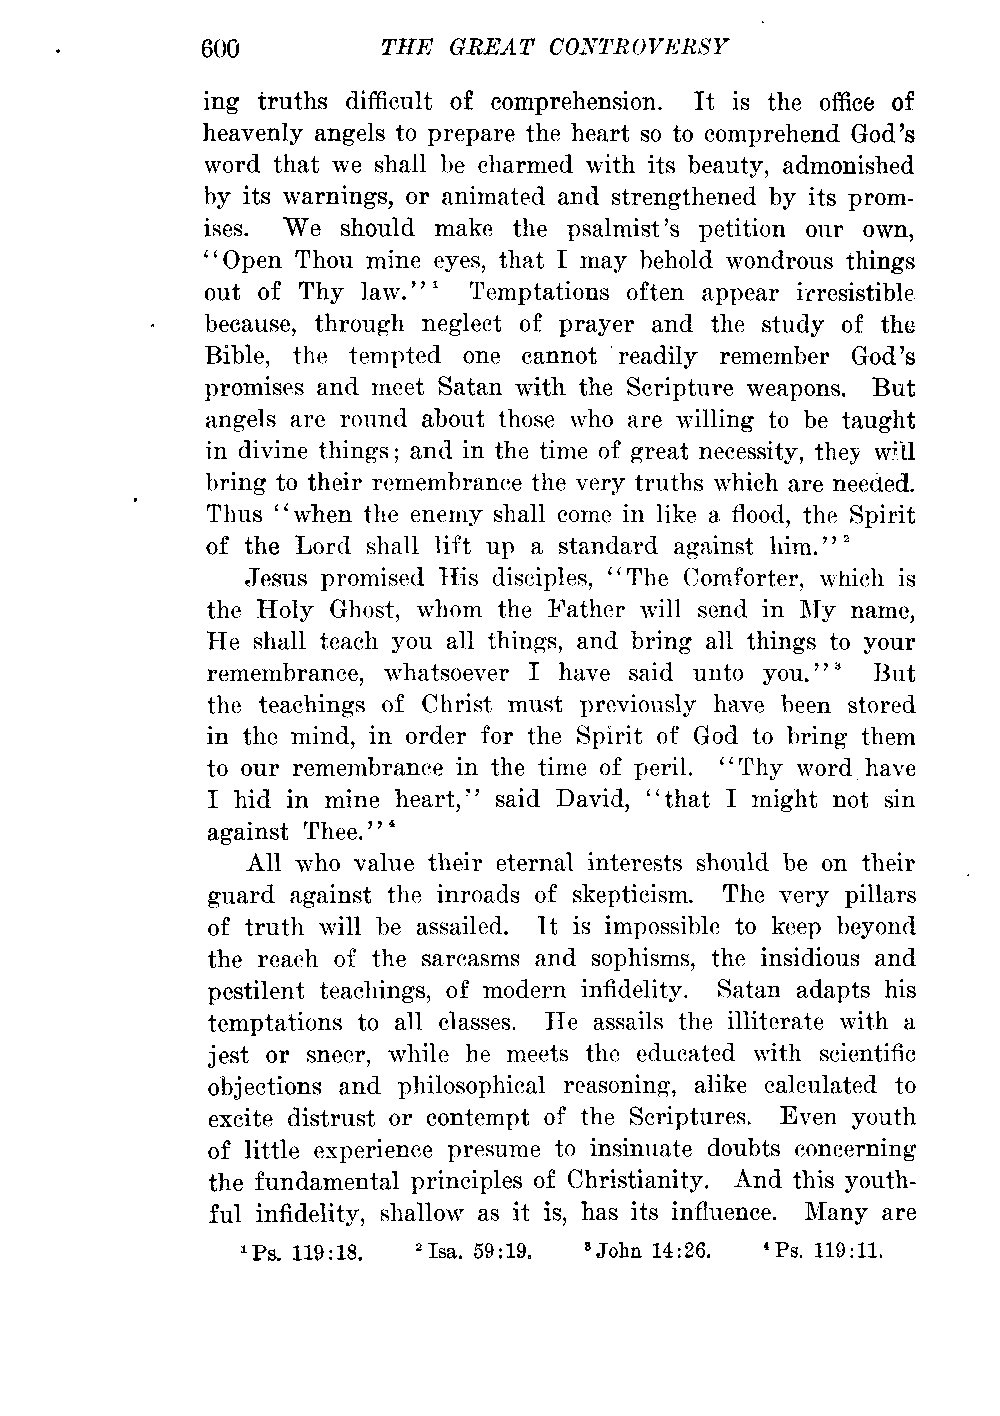 600 THE GREAT CONTROVERSY
ing truths difficult of comprehension. It is the office of
heavenly angels to prepare the heart so to comprehend God's
word that we shall be charmed with its beauty, admonished
by its warnings, or animated and strengthened by its prom-
ises. We should make the psalmist's petition our own,
"Open Thou mine eyes, that I may behold wondrous things
out of Thy law."¹ Temptations often appear irresistible
because, through neglect of prayer and the study of the
Bible, the tempted one cannot readily remember God's
promises and meet Satan with the Scripture weapons. But
angels are round about those who are willing to be taught
in divine things; and in the time of great necessity, they will
bring to their remembrance the very truths which are needed.
Thus "when the enemy shall come in like a flood, the Spirit
of the Lord shall lift up a standard against him."²
Jesus promised His disciples, "The Comforter, which is
the Holy Ghost, whom the Father will send in My name,
He shall teach you all things, and bring all things to your
remembrance, whatsoever I have said unto you."³ But
the teachings of Christ must previously have been stored
in the mind, in order for the Spirit of God to bring them
to our remembrance in the time of peril. "Thy word have
I hid in mine heart," said David, "that I might not sin
against Thee."⁴
All who value their eternal interests should be on their
guard against the inroads of skepticism. The very pillars
of truth will be assailed. It is impossible to keep beyond
the reach of the sarcasms and sophisms, the insidious and
pestilent teachings, of modern infidelity. Satan adapts his
temptations to all classes. He assails the illiterate with a
jest or sneer, while he meets the educated with scientific
objections and philosophical reasoning, alike calculated to
excite distrust or contempt of the Scriptures. Even youth
of little experience presume to insinuate doubts concerning
the fundamental principles of Christianity. And this youth-
ful infidelity, shallow as it is, has its influence. Many are
¹Ps. 119:18. ²Isa. 59:19. ³John 14:26. ⁴Ps. 119:11.